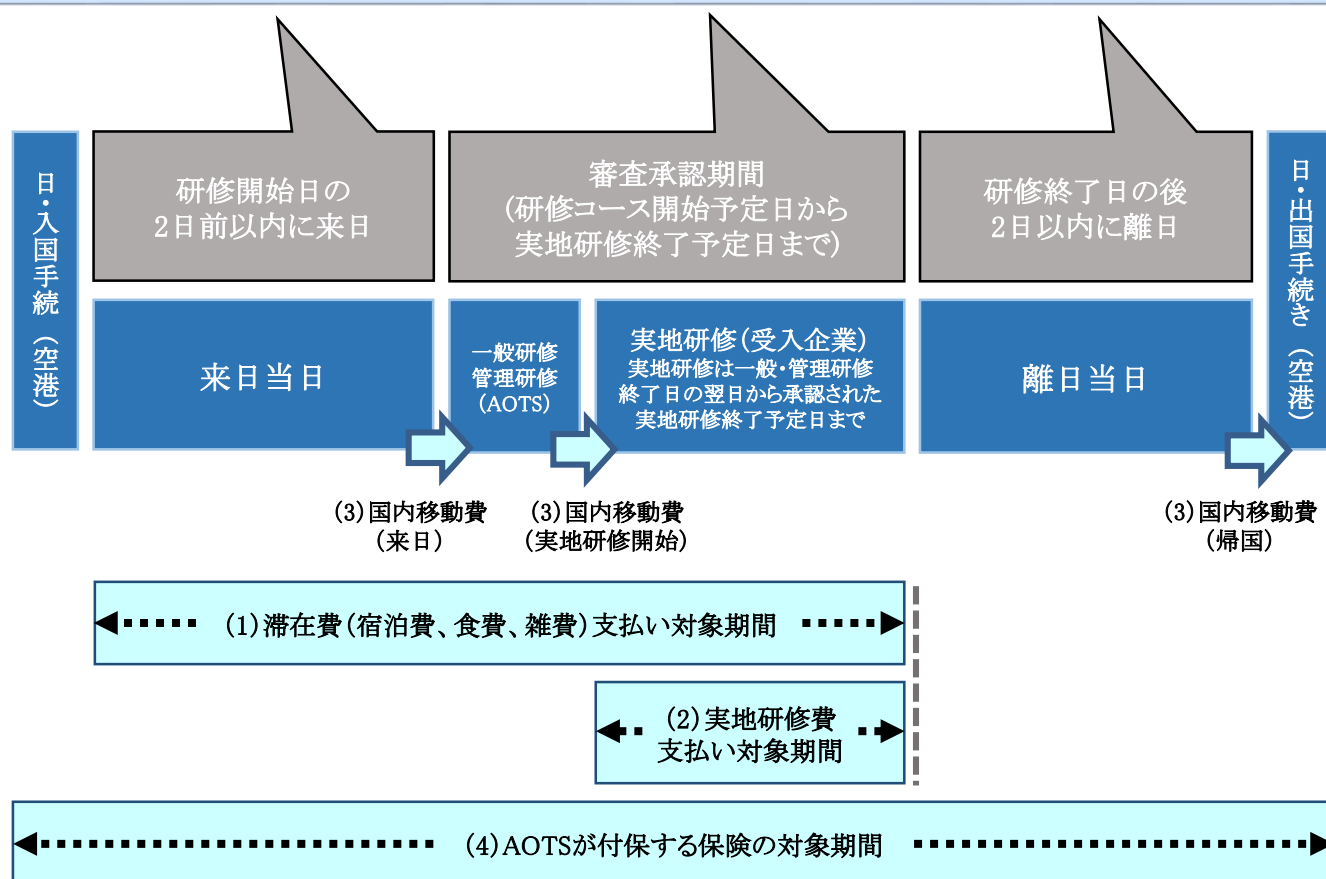 日・入国手続（空港）
研修開始日の
2日前以内に来日
審査承認期間
(研修コース開始予定日から
実地研修終了予定日まで)
研修終了日の後
2日以内に離日
日・出国手続き（空港）
来日当日
一般研修
管理研修
(AOTS)
実地研修(受入企業)
実地研修は一般・管理研修
終了日の翌日から承認された
実地研修終了予定日まで
離日当日
(3)国内移動費
(来日)
(3)国内移動費
(実地研修開始)
(3)国内移動費
(帰国)
(1)滞在費(宿泊費、食費、雑費)支払い対象期間
(2)実地研修費
支払い対象期間
(4)AOTSが付保する保険の対象期間